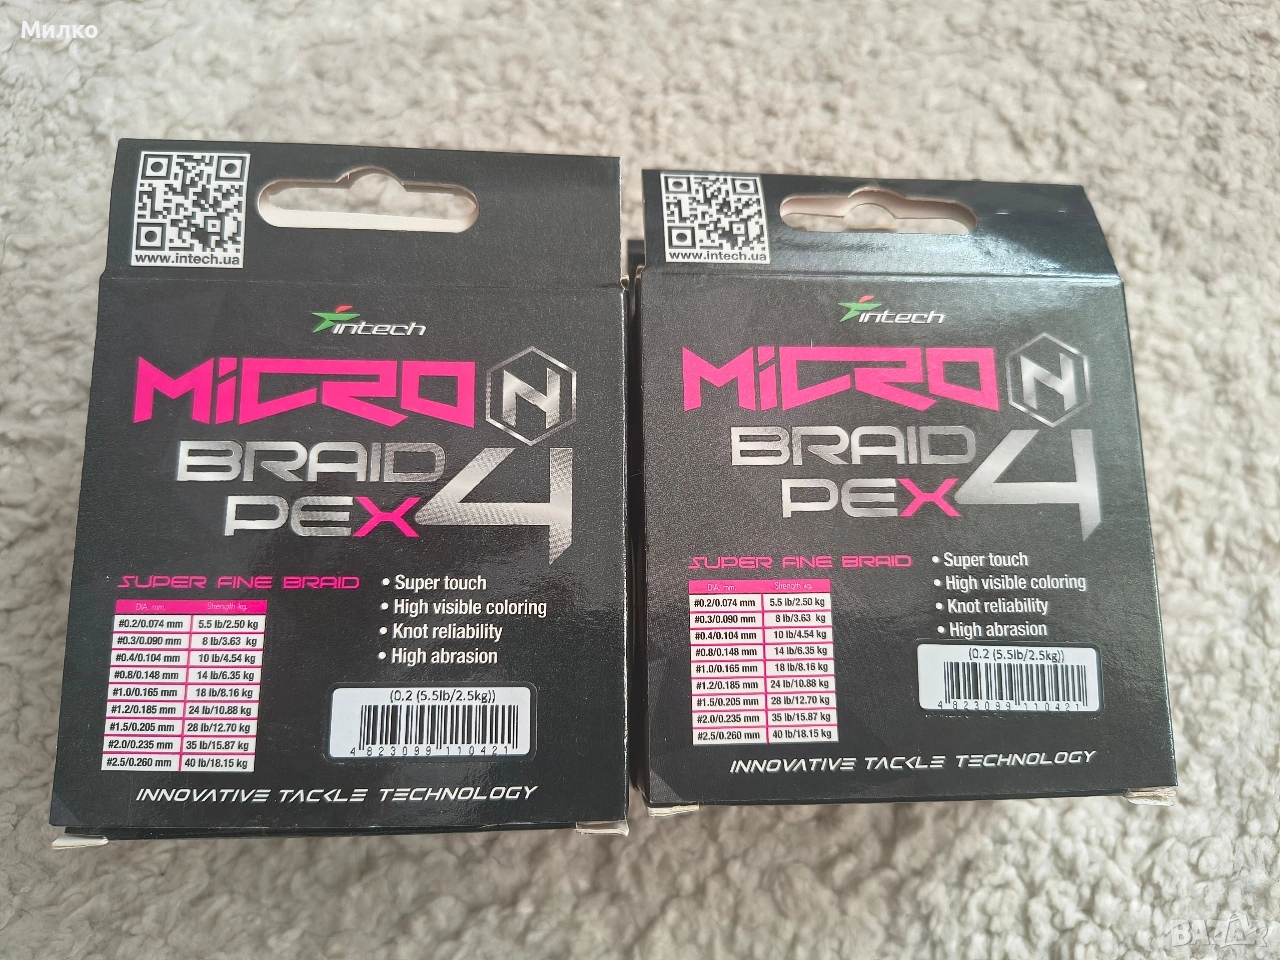 Милко
www.intech.ua
intech
MiCRO N
BRAID
PEX4
SUPER FINE BRAID
• Super touch
• High visible coloring
• Knot reliability
• High abrasion
DIA. mm. Strength kg.
#0.2/0.074 mm 5.5 lb/2.50 kg
#0.3/0.090 mm 8 lb/3.63 kg
#0.4/0.104 mm 10 lb/4.54 kg
#0.8/0.148 mm 14 lb/6.35 kg
#1.0/0.165 mm 18 lb/8.16 kg
#1.2/0.185 mm 24 lb/10.88 kg
#1.5/0.205 mm 28 lb/12.70 kg
#2.0/0.235 mm 35 lb/15.87 kg
#2.5/0.260 mm 40 lb/18.15 kg
(0.2 (5.5lb/2.5kg))
4823099110421
INNOVATIVE TACKLE TECHNOLOGY
www.intech.ua
intech
MiCRO N
BRAID
PEX4
SUPER FINE BRAID
• Super touch
• High visible coloring
• Knot reliability
• High abrasion
DIA. mm. Strength kg.
#0.2/0.074 mm 5.5 lb/2.50 kg
#0.3/0.090 mm 8 lb/3.63 kg
#0.4/0.104 mm 10 lb/4.54 kg
#0.8/0.148 mm 14 lb/6.35 kg
#1.0/0.165 mm 18 lb/8.16 kg
#1.2/0.185 mm 24 lb/10.88 kg
#1.5/0.205 mm 28 lb/12.70 kg
#2.0/0.235 mm 35 lb/15.87 kg
#2.5/0.260 mm 40 lb/18.15 kg
(0.2 (5.5lb/2.5kg))
4823099110421
INNOVATIVE TACKLE TECHNOLOGY
BAZAR